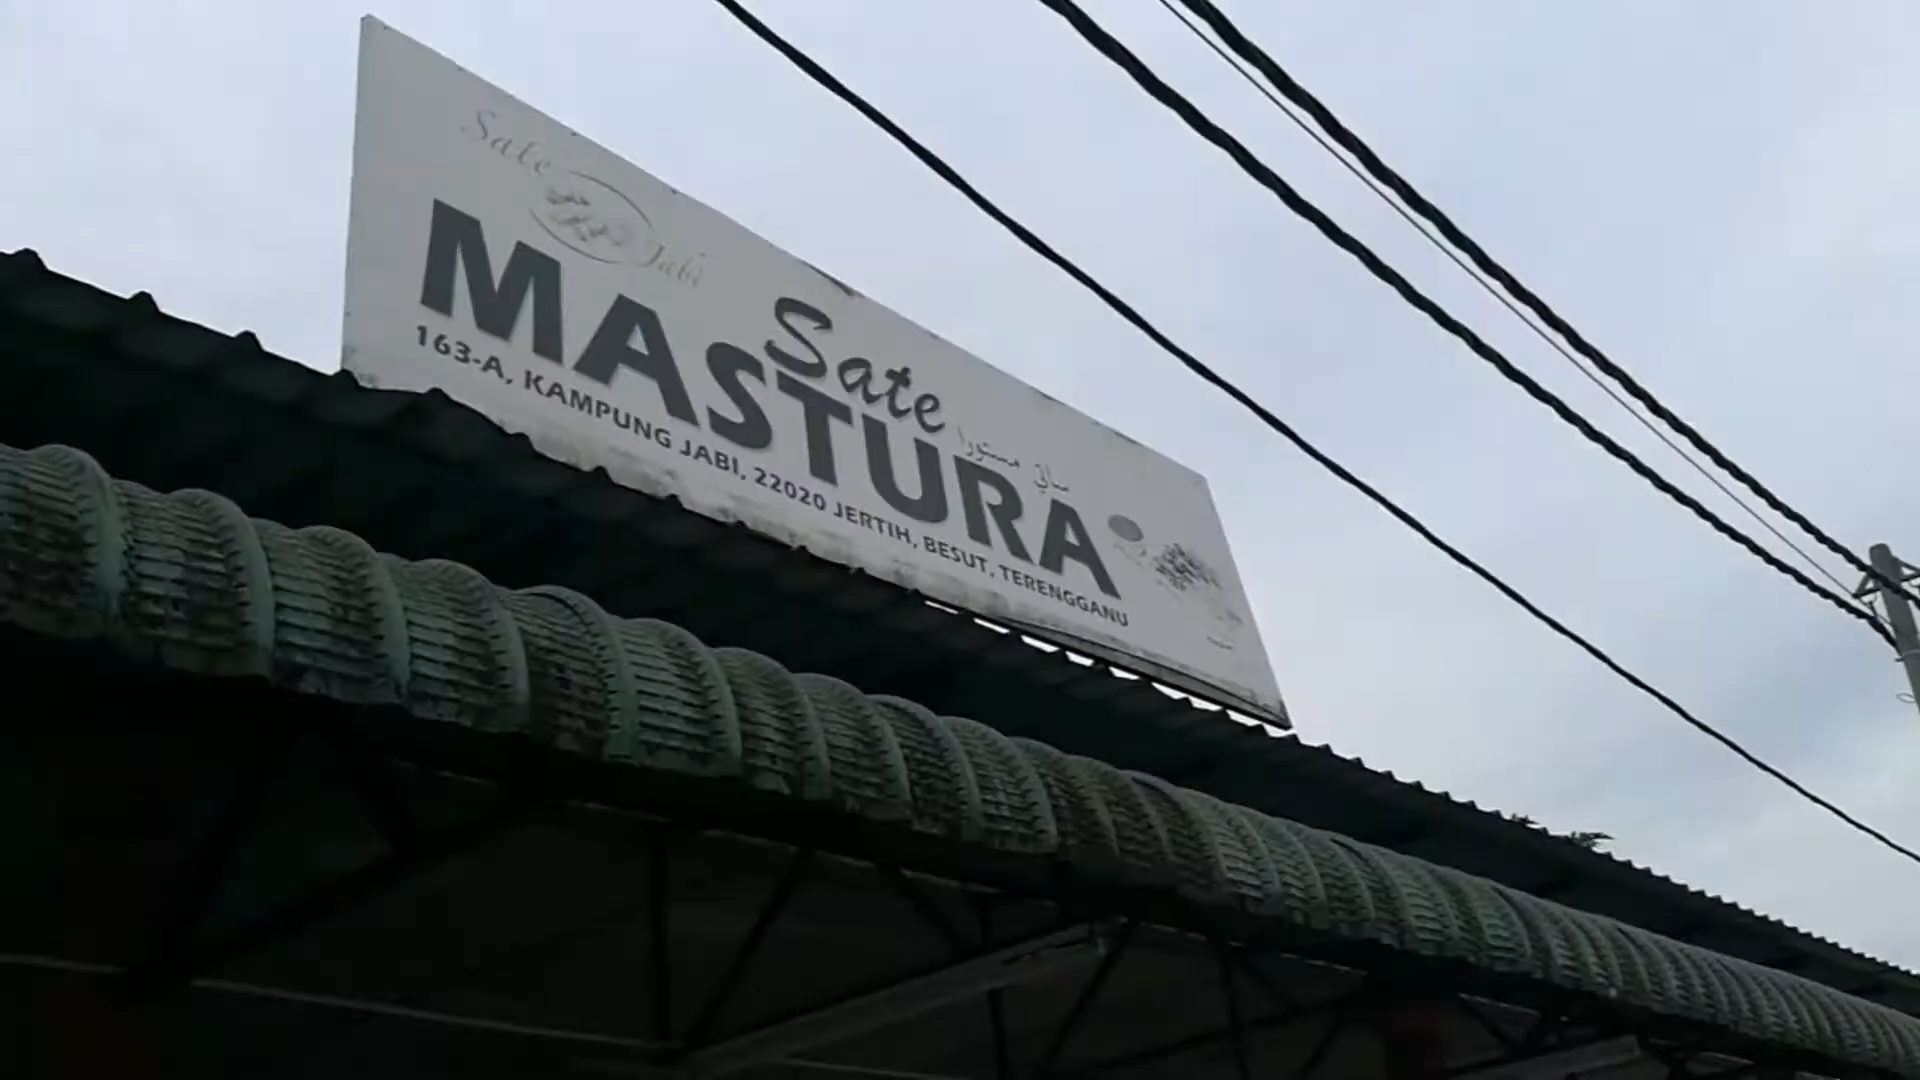 Sate
Jabi
Sate
MASTURA
ساتي مستورا
163-A, KAMPUNG JABI, 22020 JERTIH, BESUT, TERENGGANU